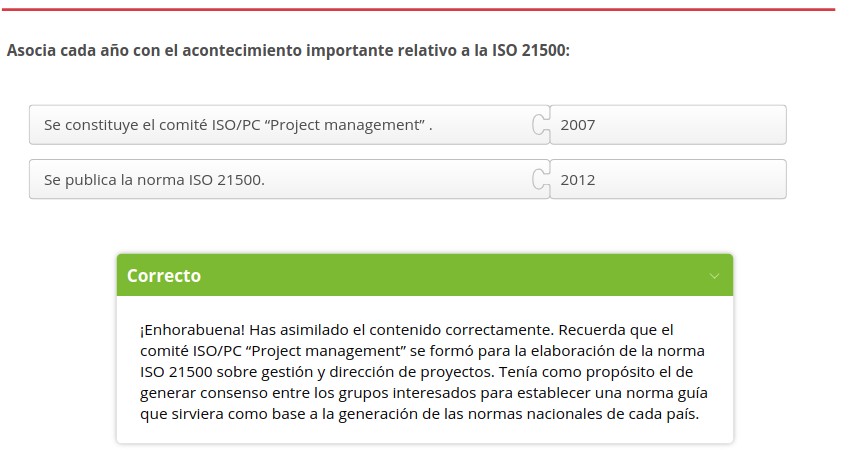 Asocia cada año con el acontecimiento importante relativo a la ISO 21500:
Se constituye el comité ISO/PC “Project management” .
2007
Se publica la norma ISO 21500.
2012
Correcto
¡Enhorabuena! Has asimilado el contenido correctamente. Recuerda que el
comité ISO/PC “Project management” se formó para la elaboración de la norma
ISO 21500 sobre gestión y dirección de proyectos. Tenía como propósito el de
generar consenso entre los grupos interesados para establecer una norma guía
que sirviera como base a la generación de las normas nacionales de cada país.